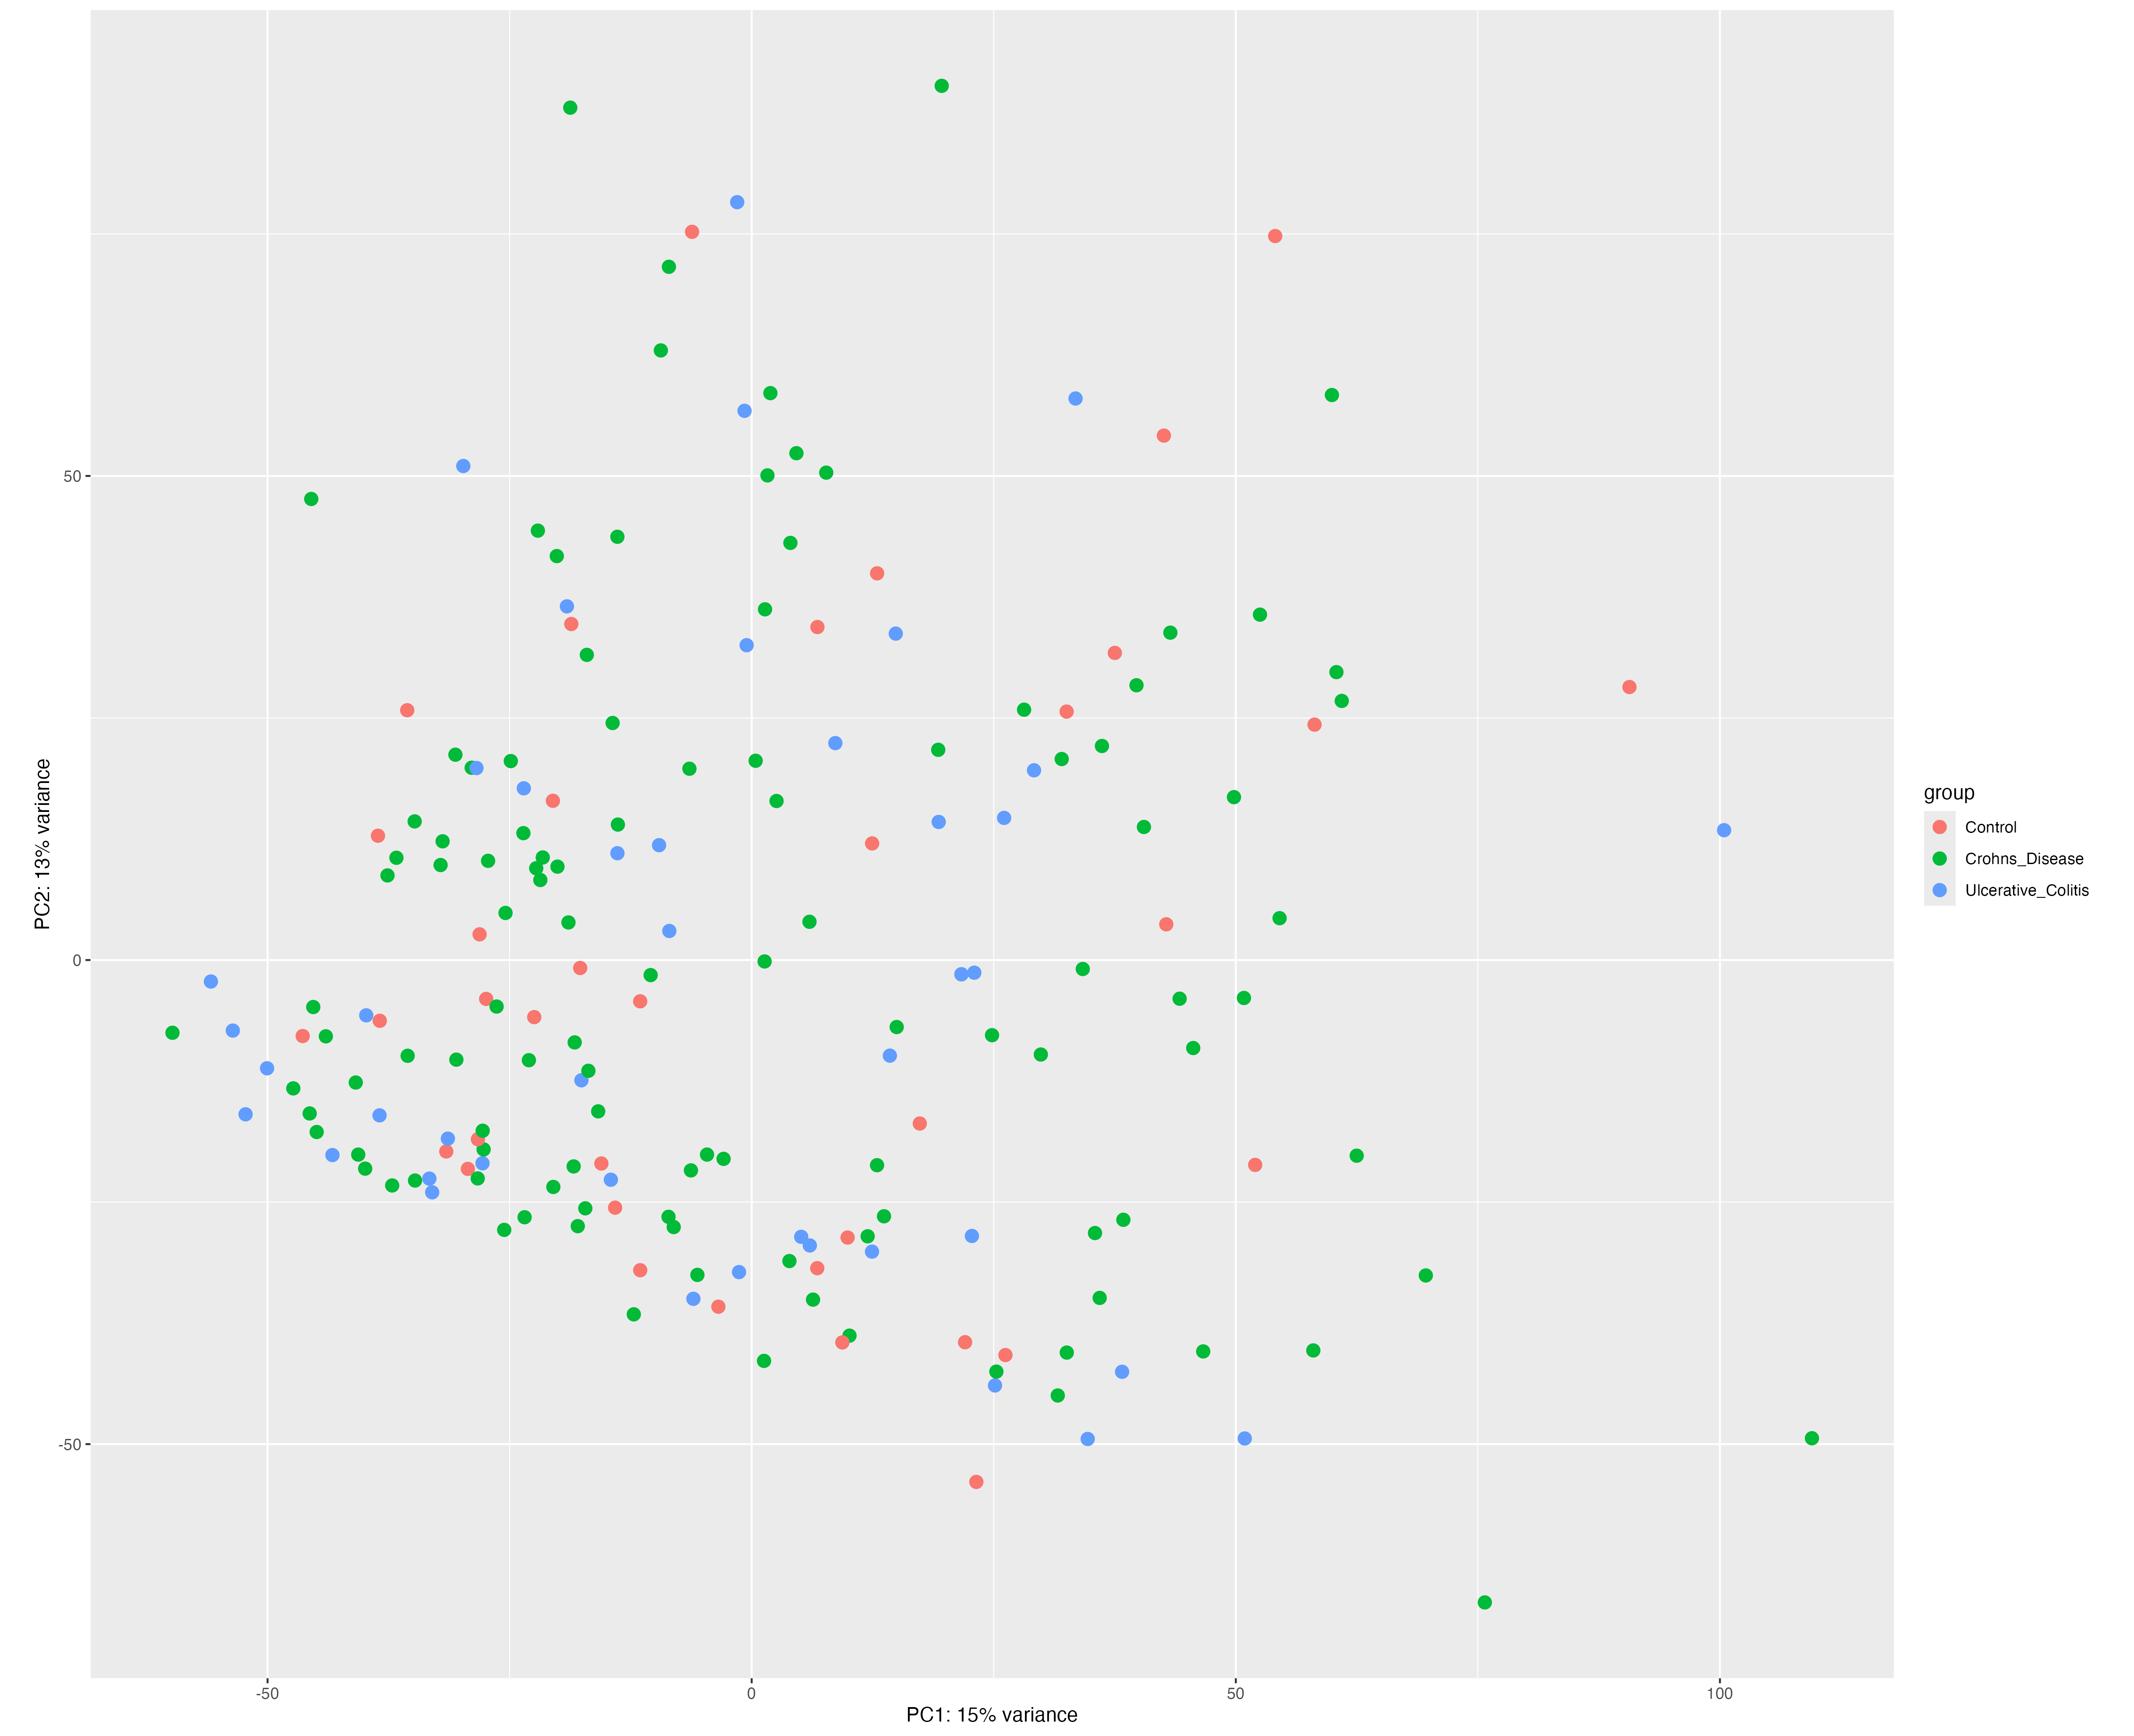 50
0
-50
PC2: 13% variance
-50
0
50
100
PC1: 15% variance
group
Control
Crohns_Disease
Ulcerative_Colitis